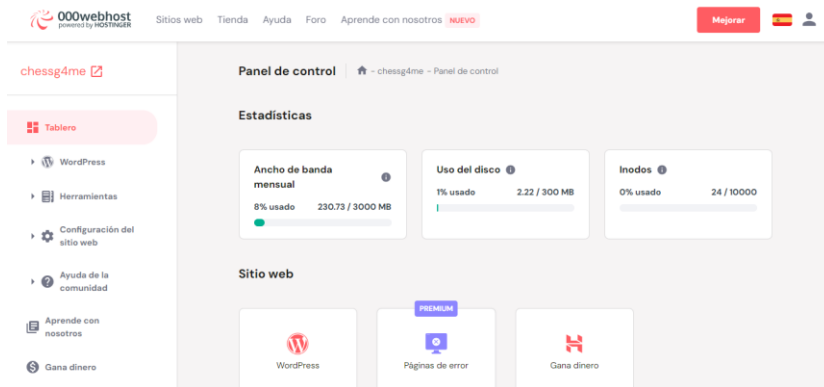 000webhost
powered by HOSTINGER
Sitios web Tienda Ayuda Foro Aprende con nosotros NUEVO
Mejorar
chessg4me
Panel de control - chessg4me - Panel de control
Tablero
WordPress
Herramientas
Configuración del
sitio web
Ayuda de la
comunidad
Aprende con
nosotros
Gana dinero
Estadísticas
Ancho de banda
mensual
8% usado 230.73 / 3000 MB
Uso del disco
1% usado 2.22 / 300 MB
Inodos
0% usado 24 / 10000
Sitio web
WordPress
PREMIUM
Páginas de error
Gana dinero